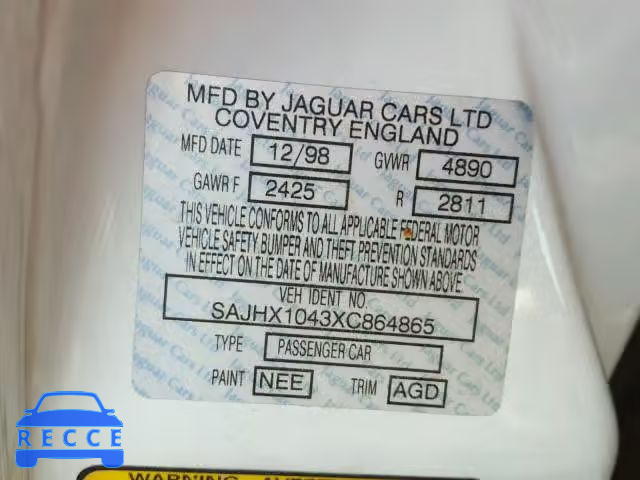 MFD BY JAGUAR CARS LTD
COVENTRY ENGLAND
MFD DATE 12/98 GVWR 4890
GAWR F 2425 R 2811
THIS VEHICLE CONFORMS TO ALL APPLICABLE FEDERAL MOTOR
VEHICLE SAFETY BUMPER AND THEFT PREVENTION STANDARDS
IN EFFECT ON THE DATE OF MANUFACTURE SHOWN ABOVE
VEH IDENT NO.
SAJHX1043XC864865
TYPE PASSENGER CAR
PAINT NEE TRIM AGD
RECCE
WARNING